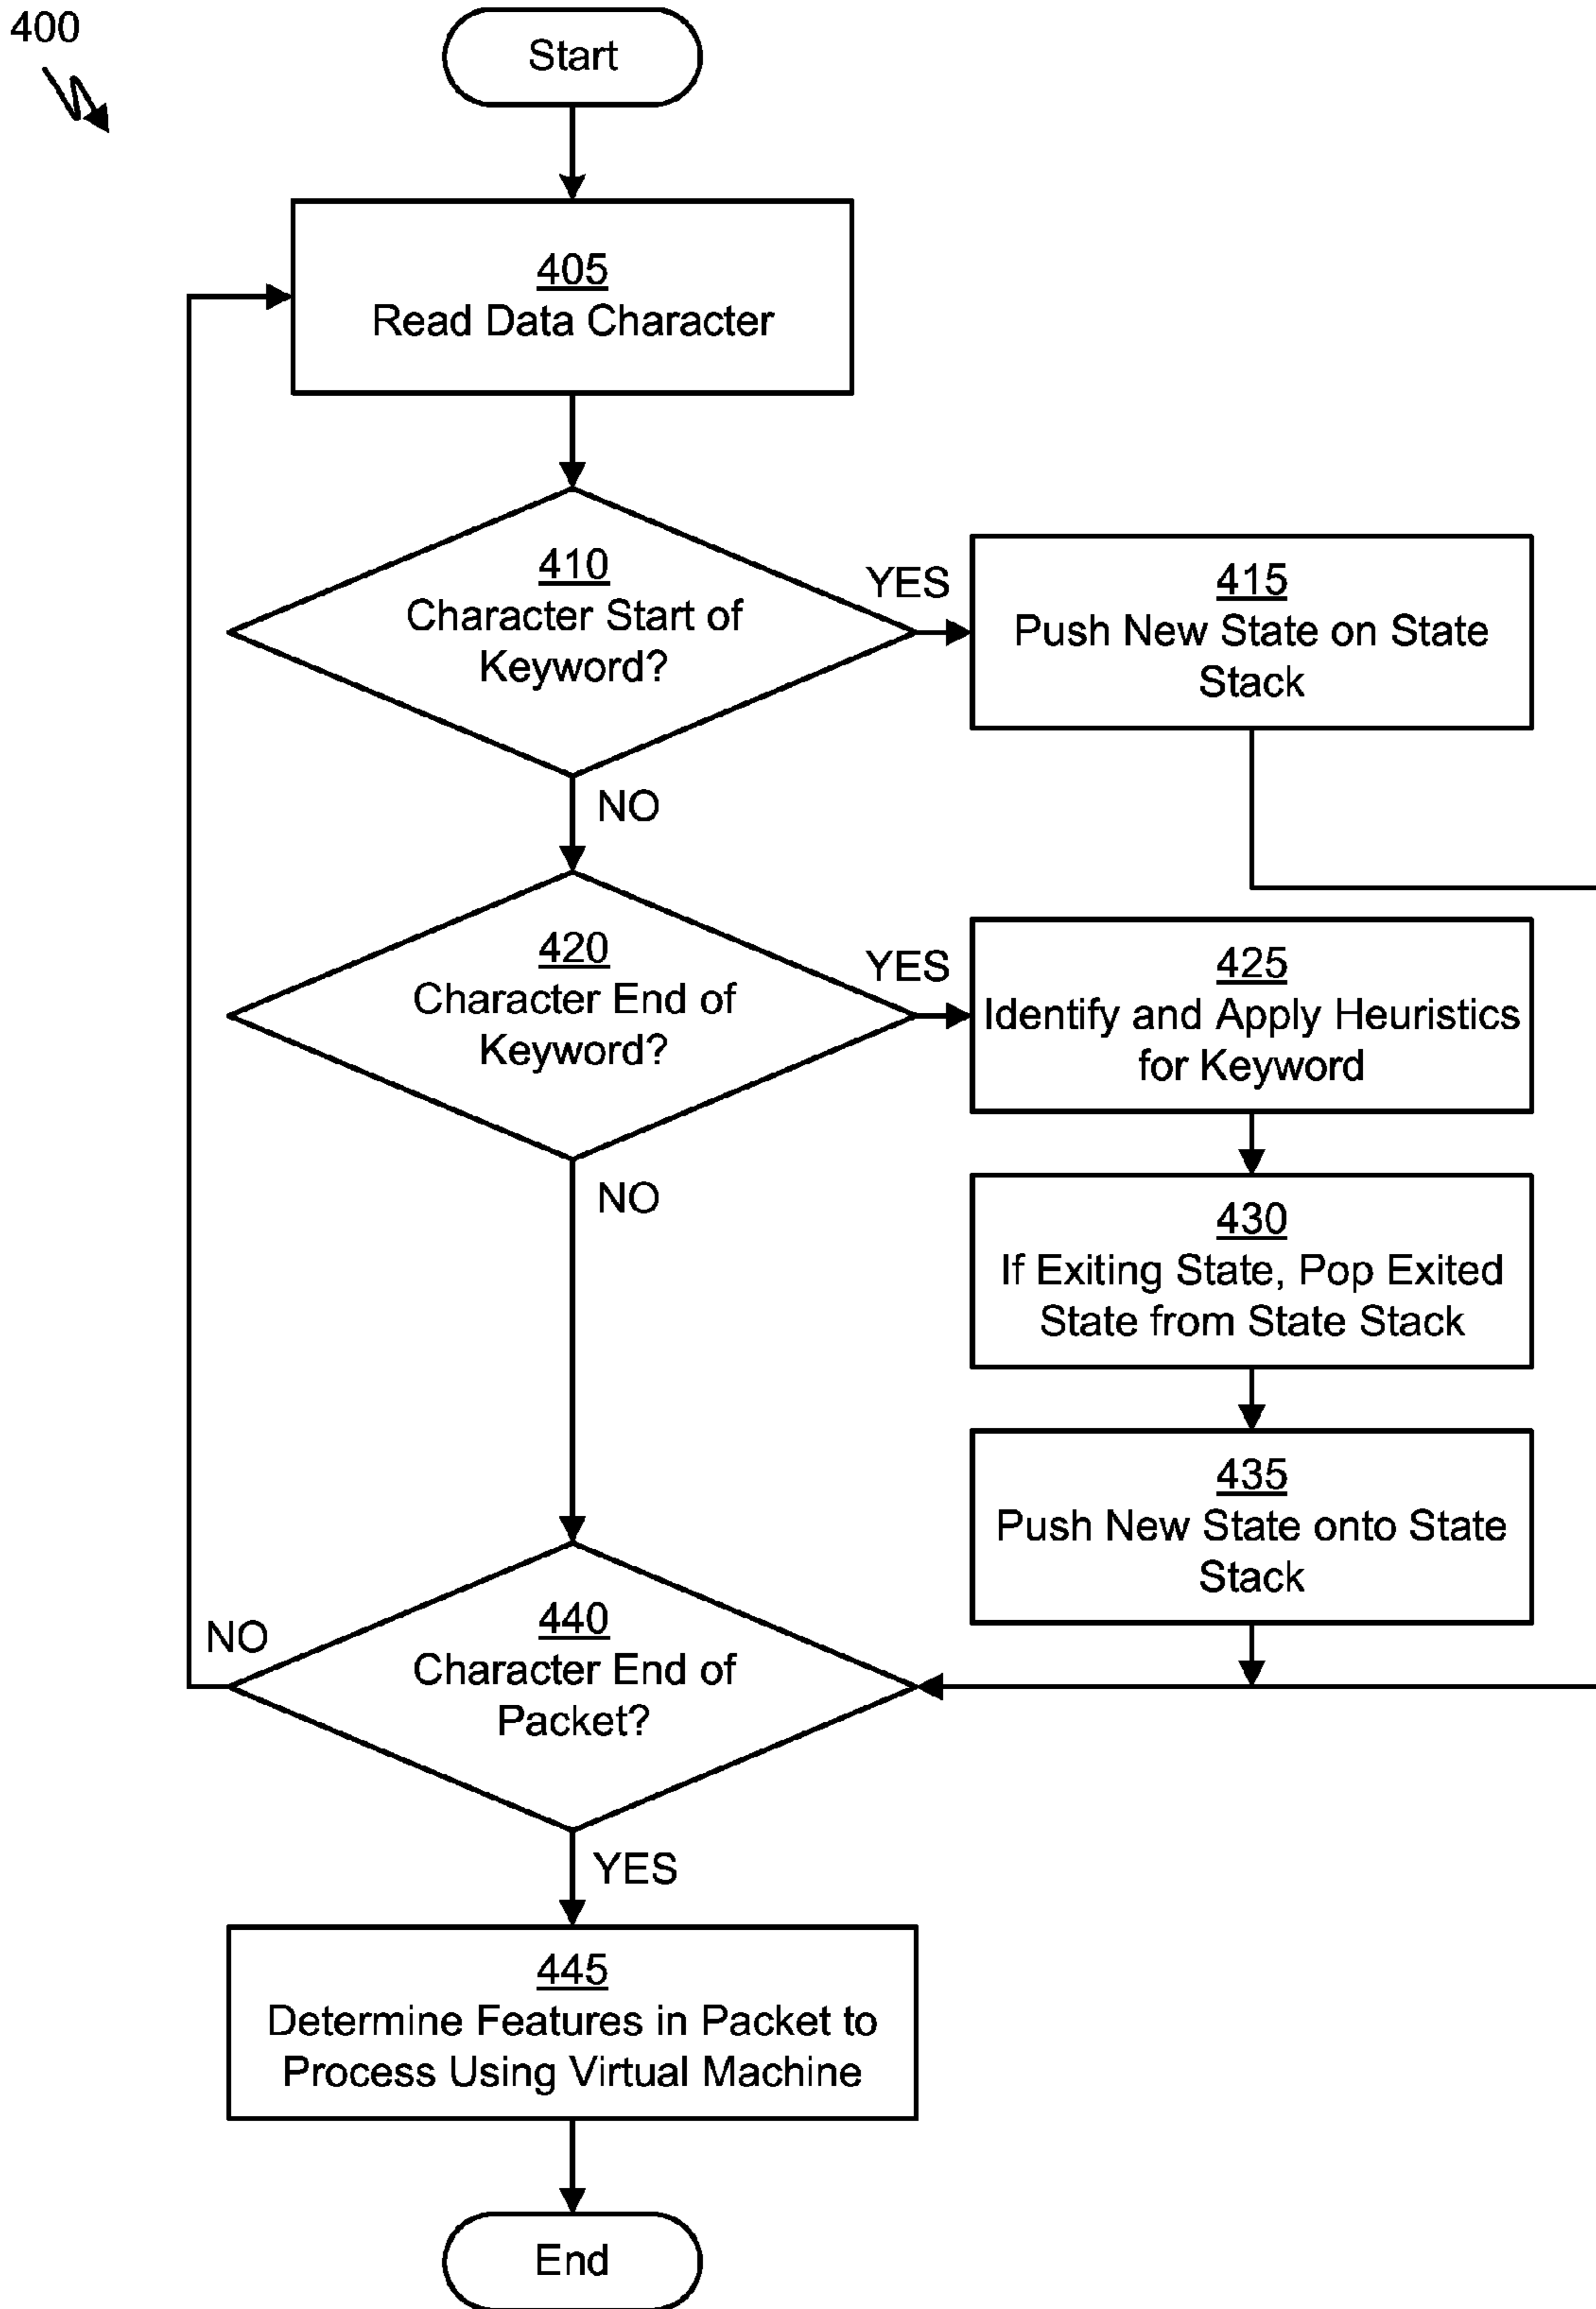 400
Start
405
Read Data Character
410
Character Start of
Keyword?
YES
415
Push New State on State
Stack
NO
420
Character End of
Keyword?
YES
425
Identify and Apply Heuristics
for Keyword
NO
430
If Exiting State, Pop Exited
State from State Stack
435
Push New State onto State
Stack
NO
440
Character End of
Packet?
YES
445
Determine Features in Packet to
Process Using Virtual Machine
End